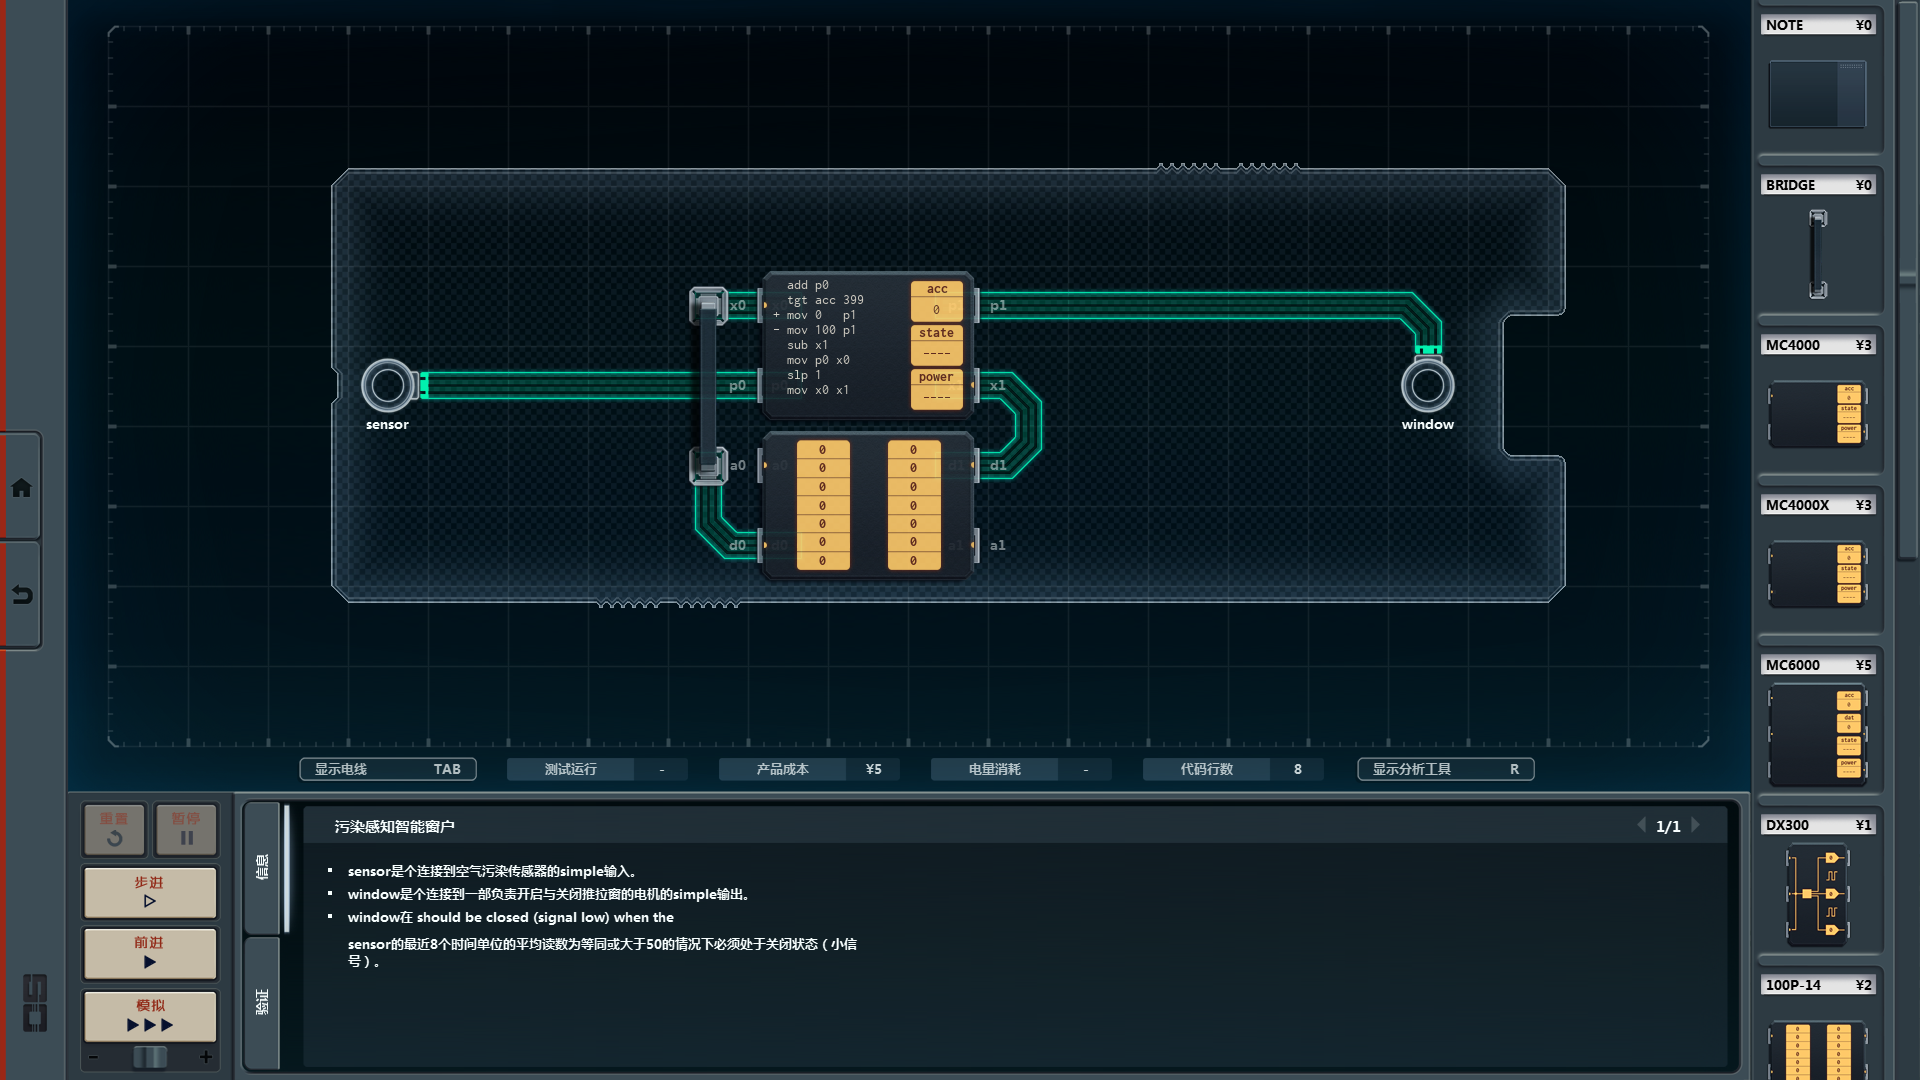 NOTE ¥0
BRIDGE ¥0
MC4000 ¥3
MC4000X ¥3
MC6000 ¥5
DX300 ¥1
100P-14 ¥2
add p0
tgt acc 399
+ mov 0 p1
- mov 100 p1
sub x1
mov p0 x0
slp 1
mov x0 x1
acc
0
state
----
power
----
x0
p0
p1
x1
a0
d0
d1
a1
0 0
0 0
0 0
0 0
0 0
0 0
0 0
sensor
window
显示电线 TAB
测试运行 -
产品成本 ¥5
电量消耗 -
代码行数 8
显示分析工具 R
重置
暂停
步进
前进
模拟
- +
信息
验证
污染感知智能窗户
1/1
▪ sensor是个连接到空气污染传感器的simple输入。
▪ window是个连接到一部负责开启与关闭推拉窗的电机的simple输出。
▪ window在 should be closed (signal low) when the
sensor的最近8个时间单位的平均读数为等同或大于50的情况下必须处于关闭状态（小信
号）。